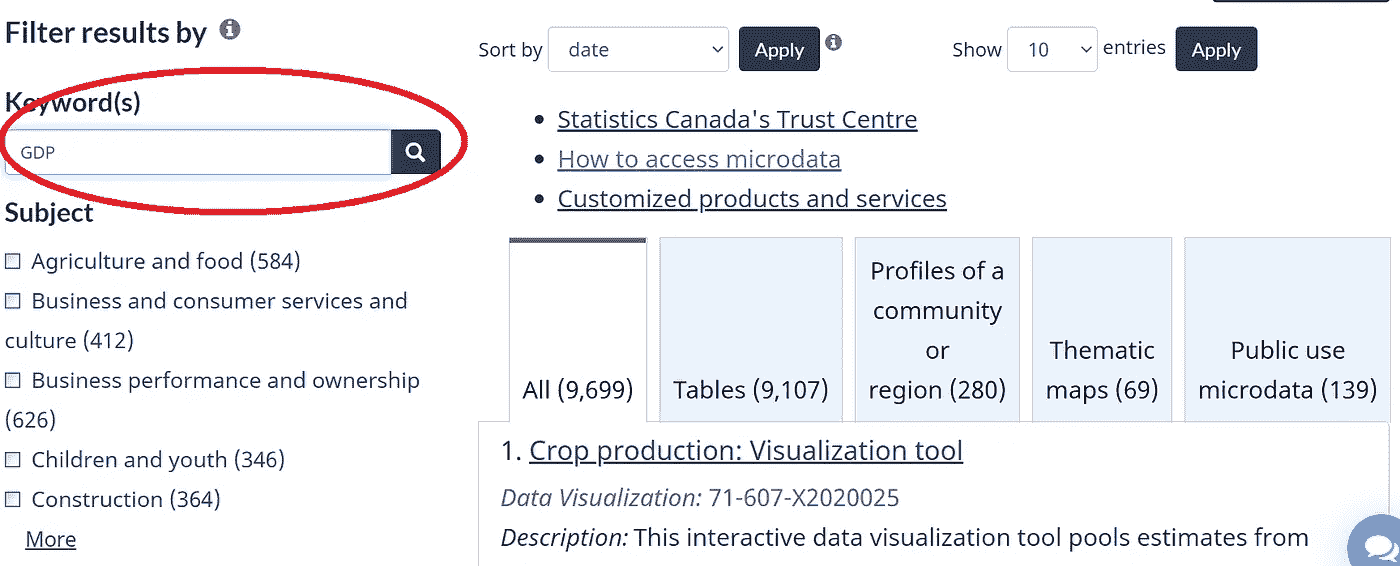 Filter results by
Keyword(s)
GDP
Subject
Agriculture and food (584)
Business and consumer services and
culture (412)
Business performance and ownership
(626)
Children and youth (346)
Construction (364)
More
Sort by date Apply
Show 10 entries Apply
Statistics Canada's Trust Centre
How to access microdata
Customized products and services
All (9,699)
Tables (9,107)
Profiles of a
community
or
region (280)
Thematic
maps (69)
Public use
microdata (139)
1. Crop production: Visualization tool
Data Visualization: 71-607-X2020025
Description: This interactive data visualization tool pools estimates from